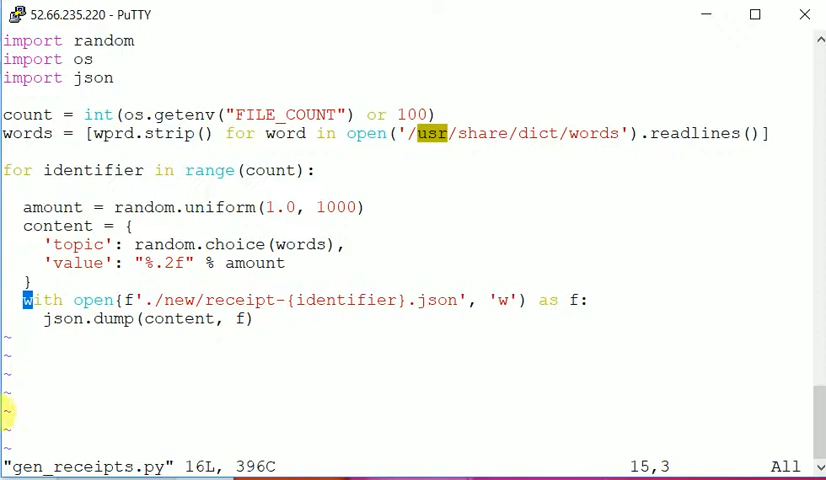 52.66.235.220 - PuTTY
import random
import os
import json
count = int(os.getenv("FILE_COUNT") or 100)
words = [wprd.strip() for word in open('/usr/share/dict/words').readlines()]
for identifier in range(count):
  amount = random.uniform(1.0, 1000)
  content = {
    'topic': random.choice(words),
    'value': "%.2f" % amount
  }
  with open{f'./new/receipt-{identifier}.json', 'w') as f:
    json.dump(content, f)
~
~
~
~
~
~
~
"gen_receipts.py" 16L, 396C 15,3 All